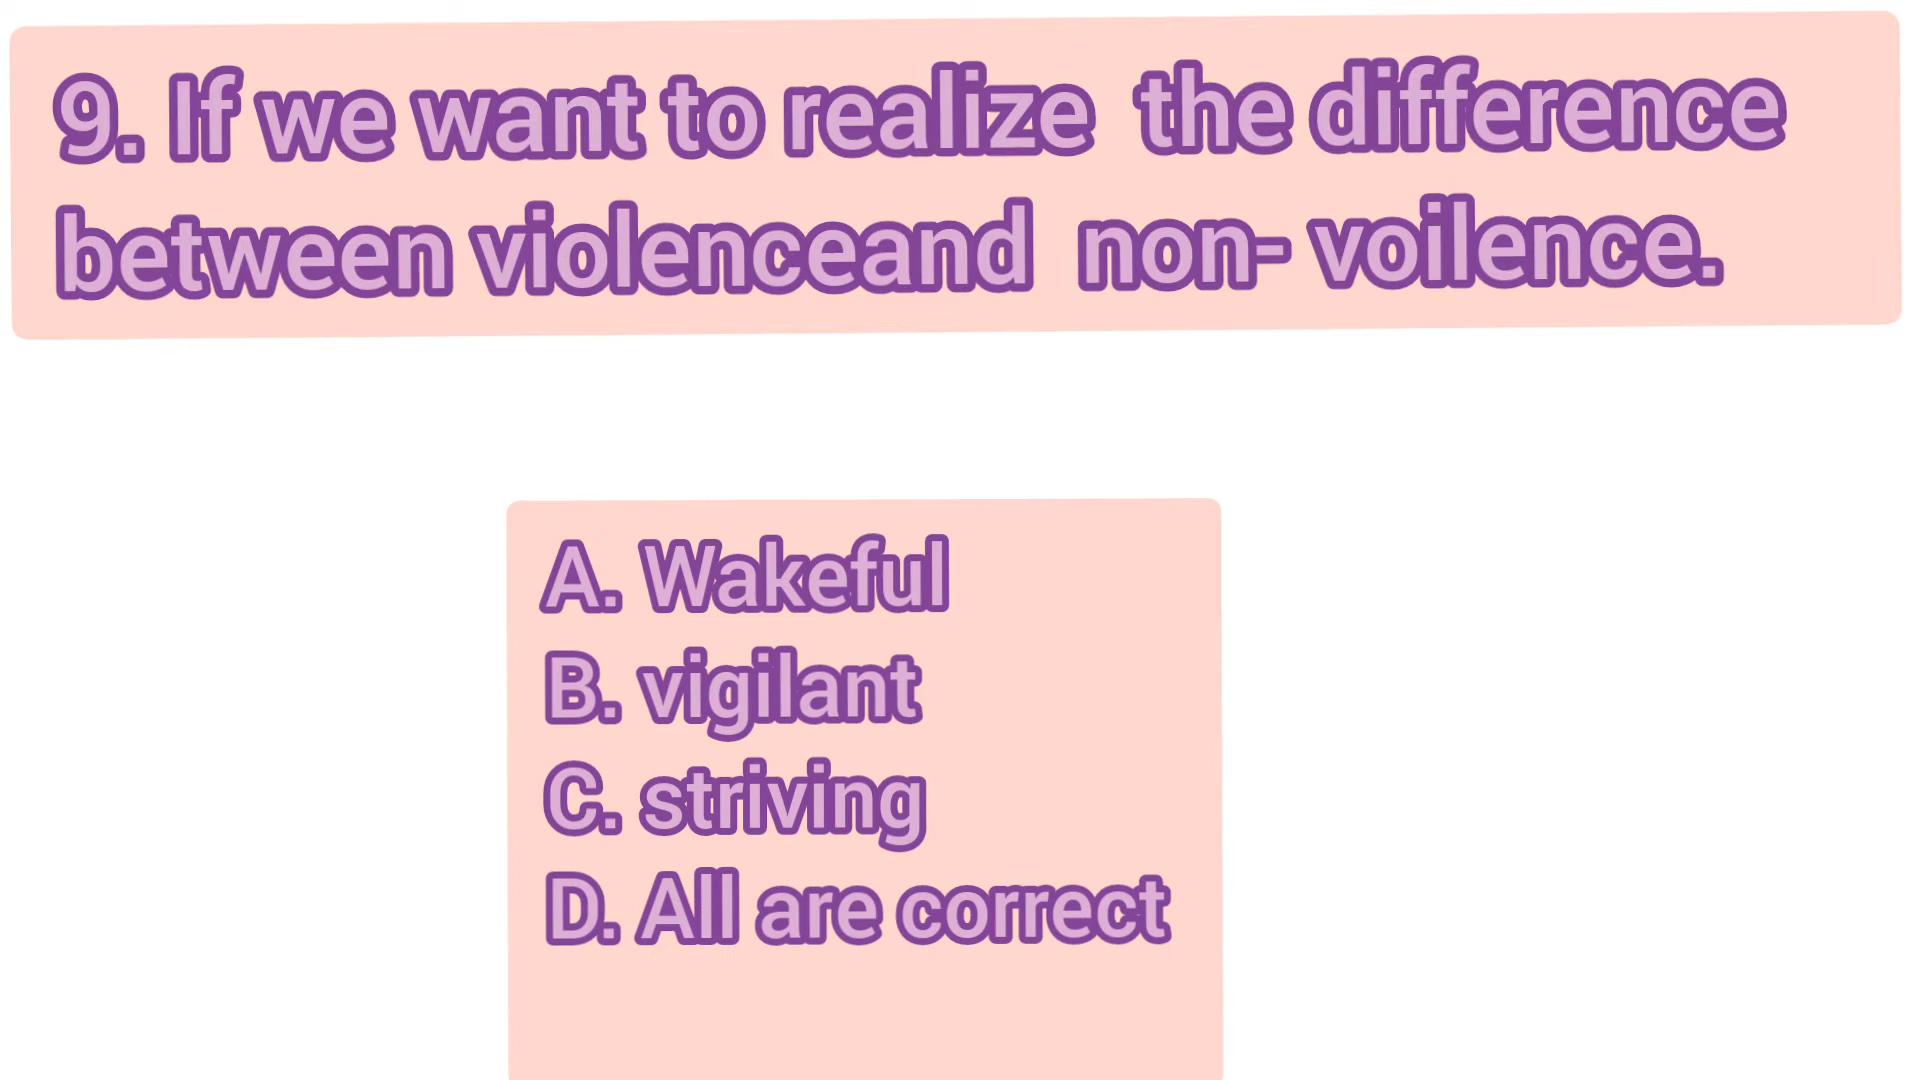 9. If we want to realize  the difference
between violenceand  non- voilence.
A. Wakeful
B. vigilant
C. striving
D. All are correct